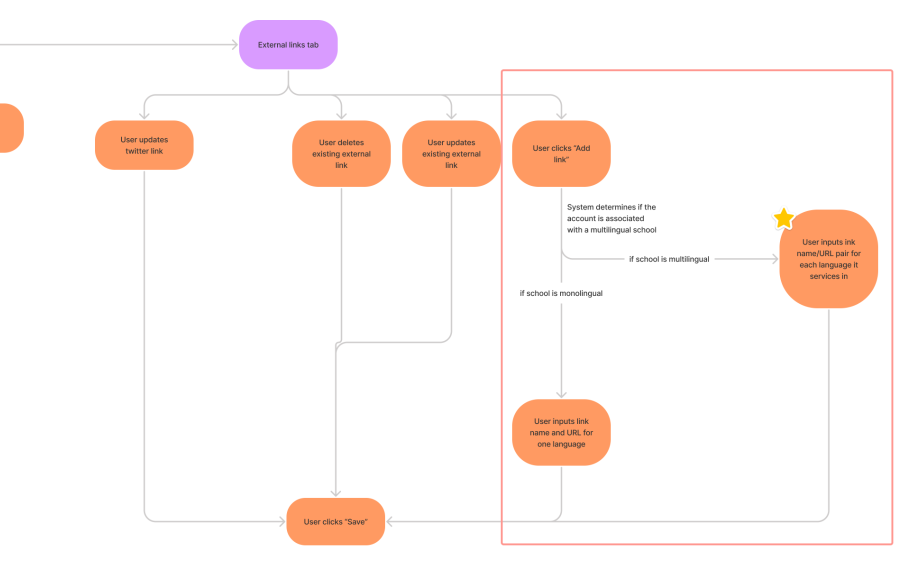 External links tab
User updates
twitter link
User deletes
existing external
link
User updates
existing external
link
User clicks "Add
link"
System determines if the
account is associated
with a multilingual school
User inputs ink
name/URL pair for
each language it
services in
if school is multilingual
if school is monolingual
User inputs link
name and URL for
one language
User clicks "Save"